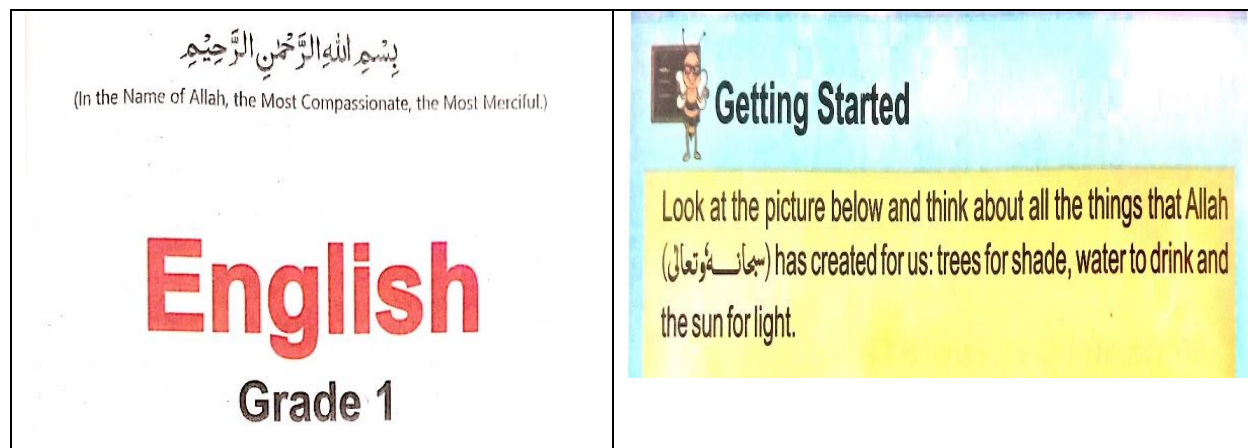 بِسْمِ اللهِ الرَّحْمٰنِ الرَّحِيْمِ
(In the Name of Allah, the Most Compassionate, the Most Merciful.)
English
Grade 1
Getting Started
Look at the picture below and think about all the things that Allah
(سبحانہٗ وتعالیٰ) has created for us: trees for shade, water to drink and
the sun for light.